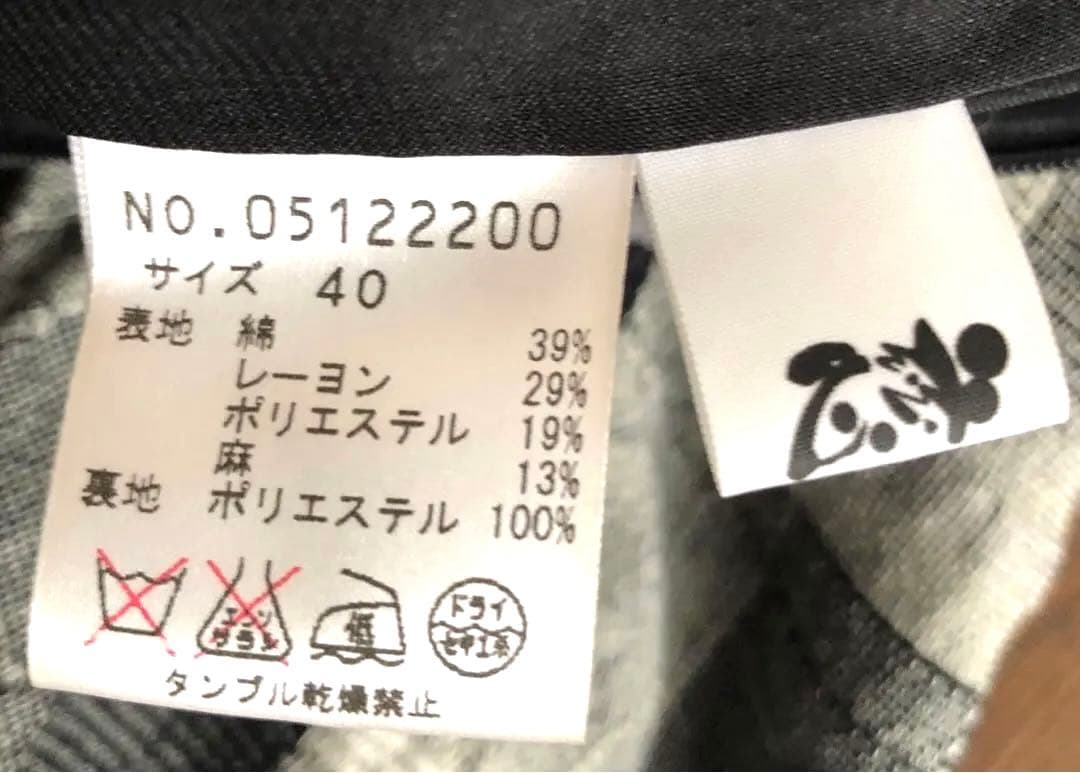 NO.05122200
サイズ 40
表地 綿 39%
レーヨン 29%
ポリエステル 19%
麻 13%
裏地 ポリエステル 100%
エンソサラシ
低
ドライ
セキユ系
タンブル乾燥禁止